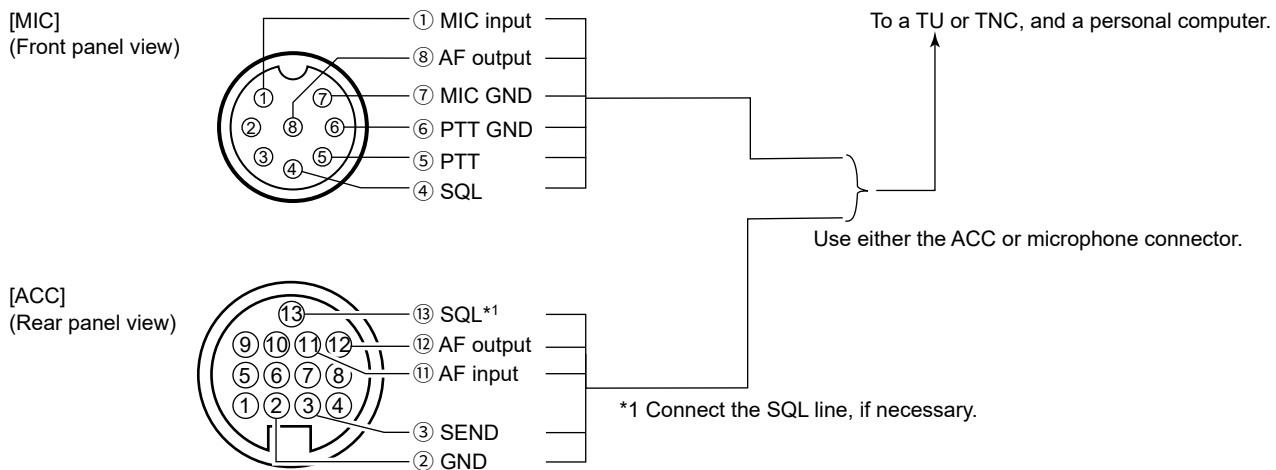 [MIC]
(Front panel view)
① MIC input
⑧ AF output
⑦ MIC GND
⑥ PTT GND
⑤ PTT
④ SQL
① ⑦
② ⑧ ⑥
③ ⑤
④
To a TU or TNC, and a personal computer.
Use either the ACC or microphone connector.
[ACC]
(Rear panel view)
⑬ SQL*1
⑫ AF output
⑪ AF input
③ SEND
② GND
⑬
⑨ ⑩ ⑪ ⑫
⑤ ⑥ ⑦ ⑧
① ② ③ ④
*1 Connect the SQL line, if necessary.